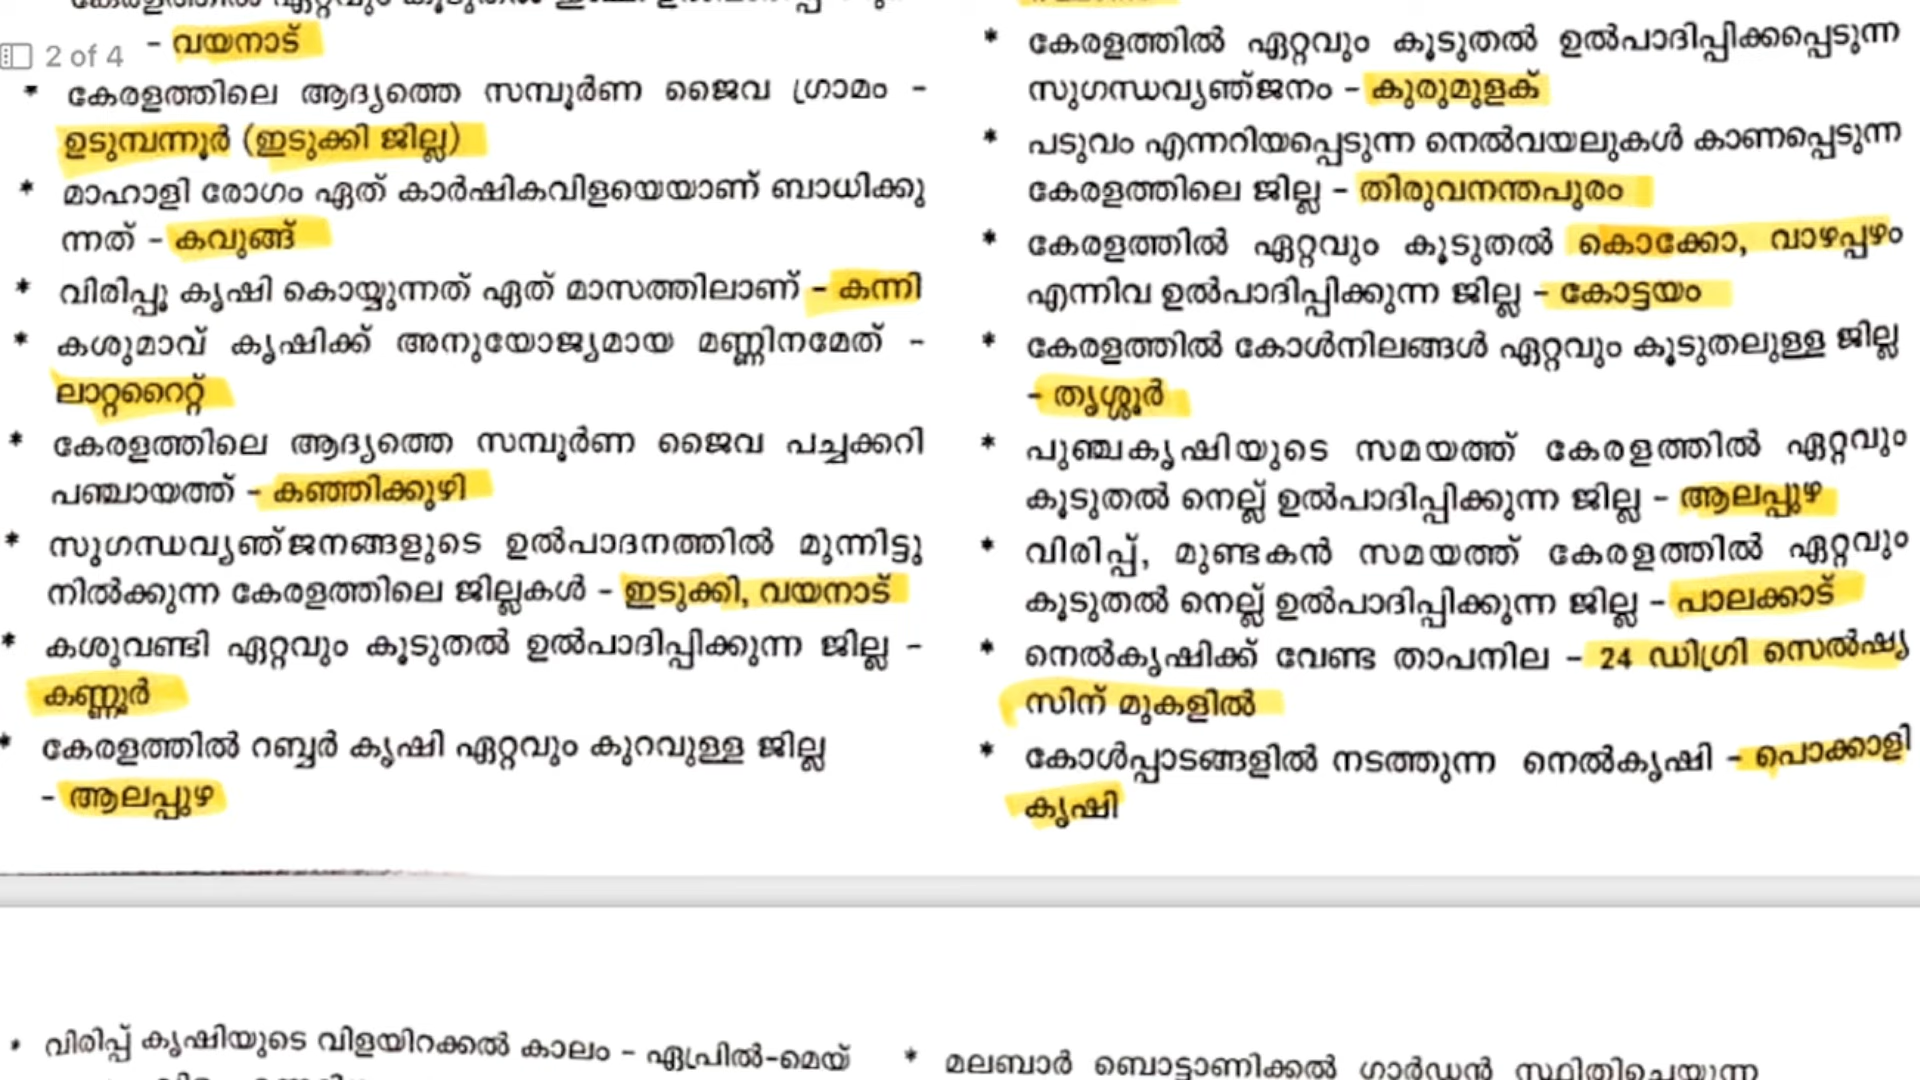 കേരളത്തിൽ ഏറ്റവും കൂടുതൽ ഇഞ്ചി
– വയനാട്
2 of 4
* കേരളത്തിലെ ആദ്യത്തെ സമ്പൂർണ ജൈവ ഗ്രാമം –
ഉടുമ്പന്നൂർ (ഇടുക്കി ജില്ല)
* മാഹാളി രോഗം ഏത് കാർഷികവിളയെയാണ് ബാധിക്കു
ന്നത് – കവുങ്ങ്
* വിരിപ്പൂ കൃഷി കൊയ്യുന്നത് ഏത് മാസത്തിലാണ് – കന്നി
* കശുമാവ് കൃഷിക്ക് അനുയോജ്യമായ മണ്ണിനമേത് –
ലാറ്ററൈറ്റ്
* കേരളത്തിലെ ആദ്യത്തെ സമ്പൂർണ ജൈവ പച്ചക്കറി
പഞ്ചായത്ത് – കഞ്ഞിക്കുഴി
* സുഗന്ധവ്യഞ്ജനങ്ങളുടെ ഉൽപാദനത്തിൽ മുന്നിട്ടു
നിൽക്കുന്ന കേരളത്തിലെ ജില്ലകൾ – ഇടുക്കി, വയനാട്
* കശുവണ്ടി ഏറ്റവും കൂടുതൽ ഉൽപാദിപ്പിക്കുന്ന ജില്ല –
കണ്ണൂർ
* കേരളത്തിൽ റബ്ബർ കൃഷി ഏറ്റവും കുറവുള്ള ജില്ല
– ആലപ്പുഴ
* കേരളത്തിൽ ഏറ്റവും കൂടുതൽ ഉൽപാദിപ്പിക്കപ്പെടുന്ന
സുഗന്ധവ്യഞ്ജനം – കുരുമുളക്
* പടുവം എന്നറിയപ്പെടുന്ന നെൽവയലുകൾ കാണപ്പെടുന്ന
കേരളത്തിലെ ജില്ല – തിരുവനന്തപുരം
* കേരളത്തിൽ ഏറ്റവും കൂടുതൽ കൊക്കോ, വാഴപ്പഴം
എന്നിവ ഉൽപാദിപ്പിക്കുന്ന ജില്ല – കോട്ടയം
* കേരളത്തിൽ കോൾനിലങ്ങൾ ഏറ്റവും കൂടുതലുള്ള ജില്ല
– തൃശ്ശൂർ
* പുഞ്ചകൃഷിയുടെ സമയത്ത് കേരളത്തിൽ ഏറ്റവും
കൂടുതൽ നെല്ല് ഉൽപാദിപ്പിക്കുന്ന ജില്ല – ആലപ്പുഴ
* വിരിപ്പ്, മുണ്ടകൻ സമയത്ത് കേരളത്തിൽ ഏറ്റവും
കൂടുതൽ നെല്ല് ഉൽപാദിപ്പിക്കുന്ന ജില്ല – പാലക്കാട്
* നെൽകൃഷിക്ക് വേണ്ട താപനില – 24 ഡിഗ്രി സെൽഷ്യ
സിന് മുകളിൽ
* കോൾപ്പാടങ്ങളിൽ നടത്തുന്ന നെൽകൃഷി – പൊക്കാളി
കൃഷി
* വിരിപ്പ് കൃഷിയുടെ വിളയിറക്കൽ കാലം – ഏപ്രിൽ-മെയ്
* മലബാർ ബൊട്ടാണിക്കൽ ഗാർഡൻ സ്ഥിതിചെയ്യുന്ന